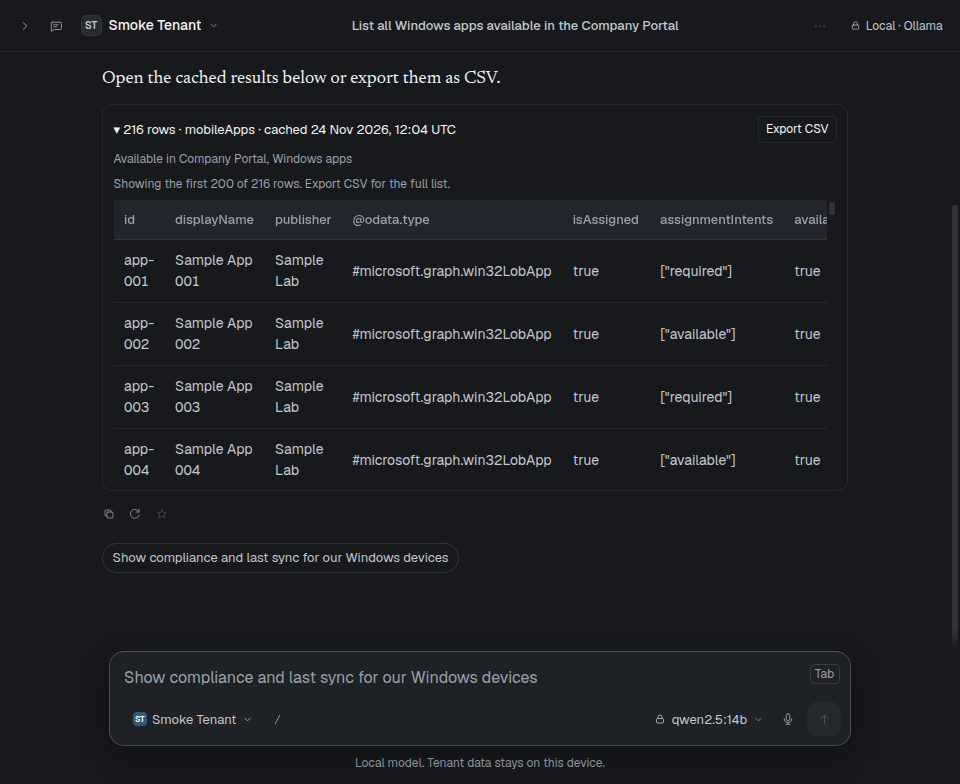 ST Smoke Tenant
List all Windows apps available in the Company Portal
Local · Ollama
Open the cached results below or export them as CSV.
▾ 216 rows · mobileApps · cached 24 Nov 2026, 12:04 UTC
Export CSV
Available in Company Portal, Windows apps
Showing the first 200 of 216 rows. Export CSV for the full list.
id displayName publisher @odata.type isAssigned assignmentIntents availa
app-001 Sample App 001 Sample Lab #microsoft.graph.win32LobApp true ["required"] true
app-002 Sample App 002 Sample Lab #microsoft.graph.win32LobApp true ["available"] true
app-003 Sample App 003 Sample Lab #microsoft.graph.win32LobApp true ["required"] true
app-004 Sample App 004 Sample Lab #microsoft.graph.win32LobApp true ["available"] true
Show compliance and last sync for our Windows devices
Show compliance and last sync for our Windows devices
Tab
ST Smoke Tenant
/
qwen2.5:14b
Local model. Tenant data stays on this device.